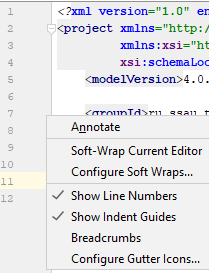 1 <?xml version="1.0" en
2 <project xmlns="http:/
3 xmlns:xsi="ht
4 xsi:schemaLoc
5 <modelVersion>4.0.
6
7 <groupId>ru.ssau.t
Annotate
8
Soft-Wrap Current Editor
9
Configure Soft Wraps...
10
11
Show Line Numbers
12
Show Indent Guides
Breadcrumbs
Configure Gutter Icons...